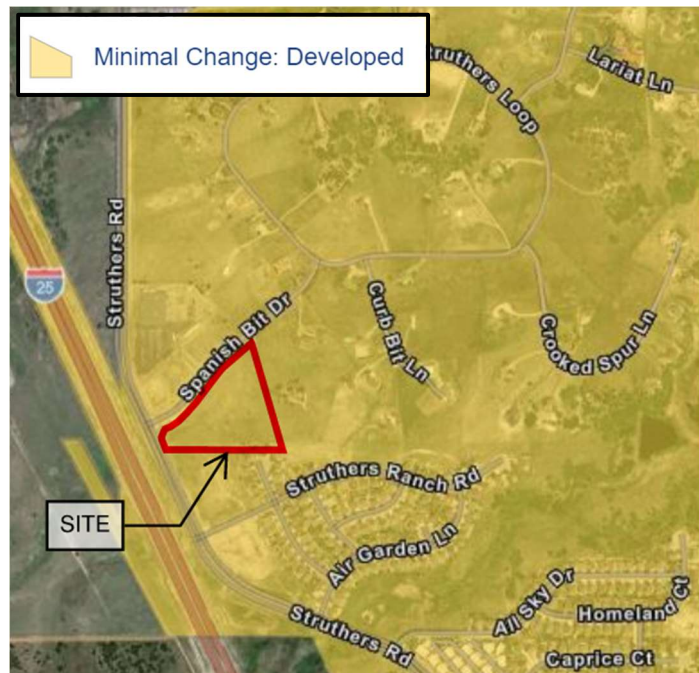 Minimal Change: Developed
Struthers Loop
Lariat Ln
Struthers Rd
25
Spanish Bit Dr
Curb Bit Ln
Crooked Spur Ln
Struthers Ranch Rd
SITE
Air Garden Ln
All Sky Dr
Homeland Ct
Struthers Rd
Caprice Ct